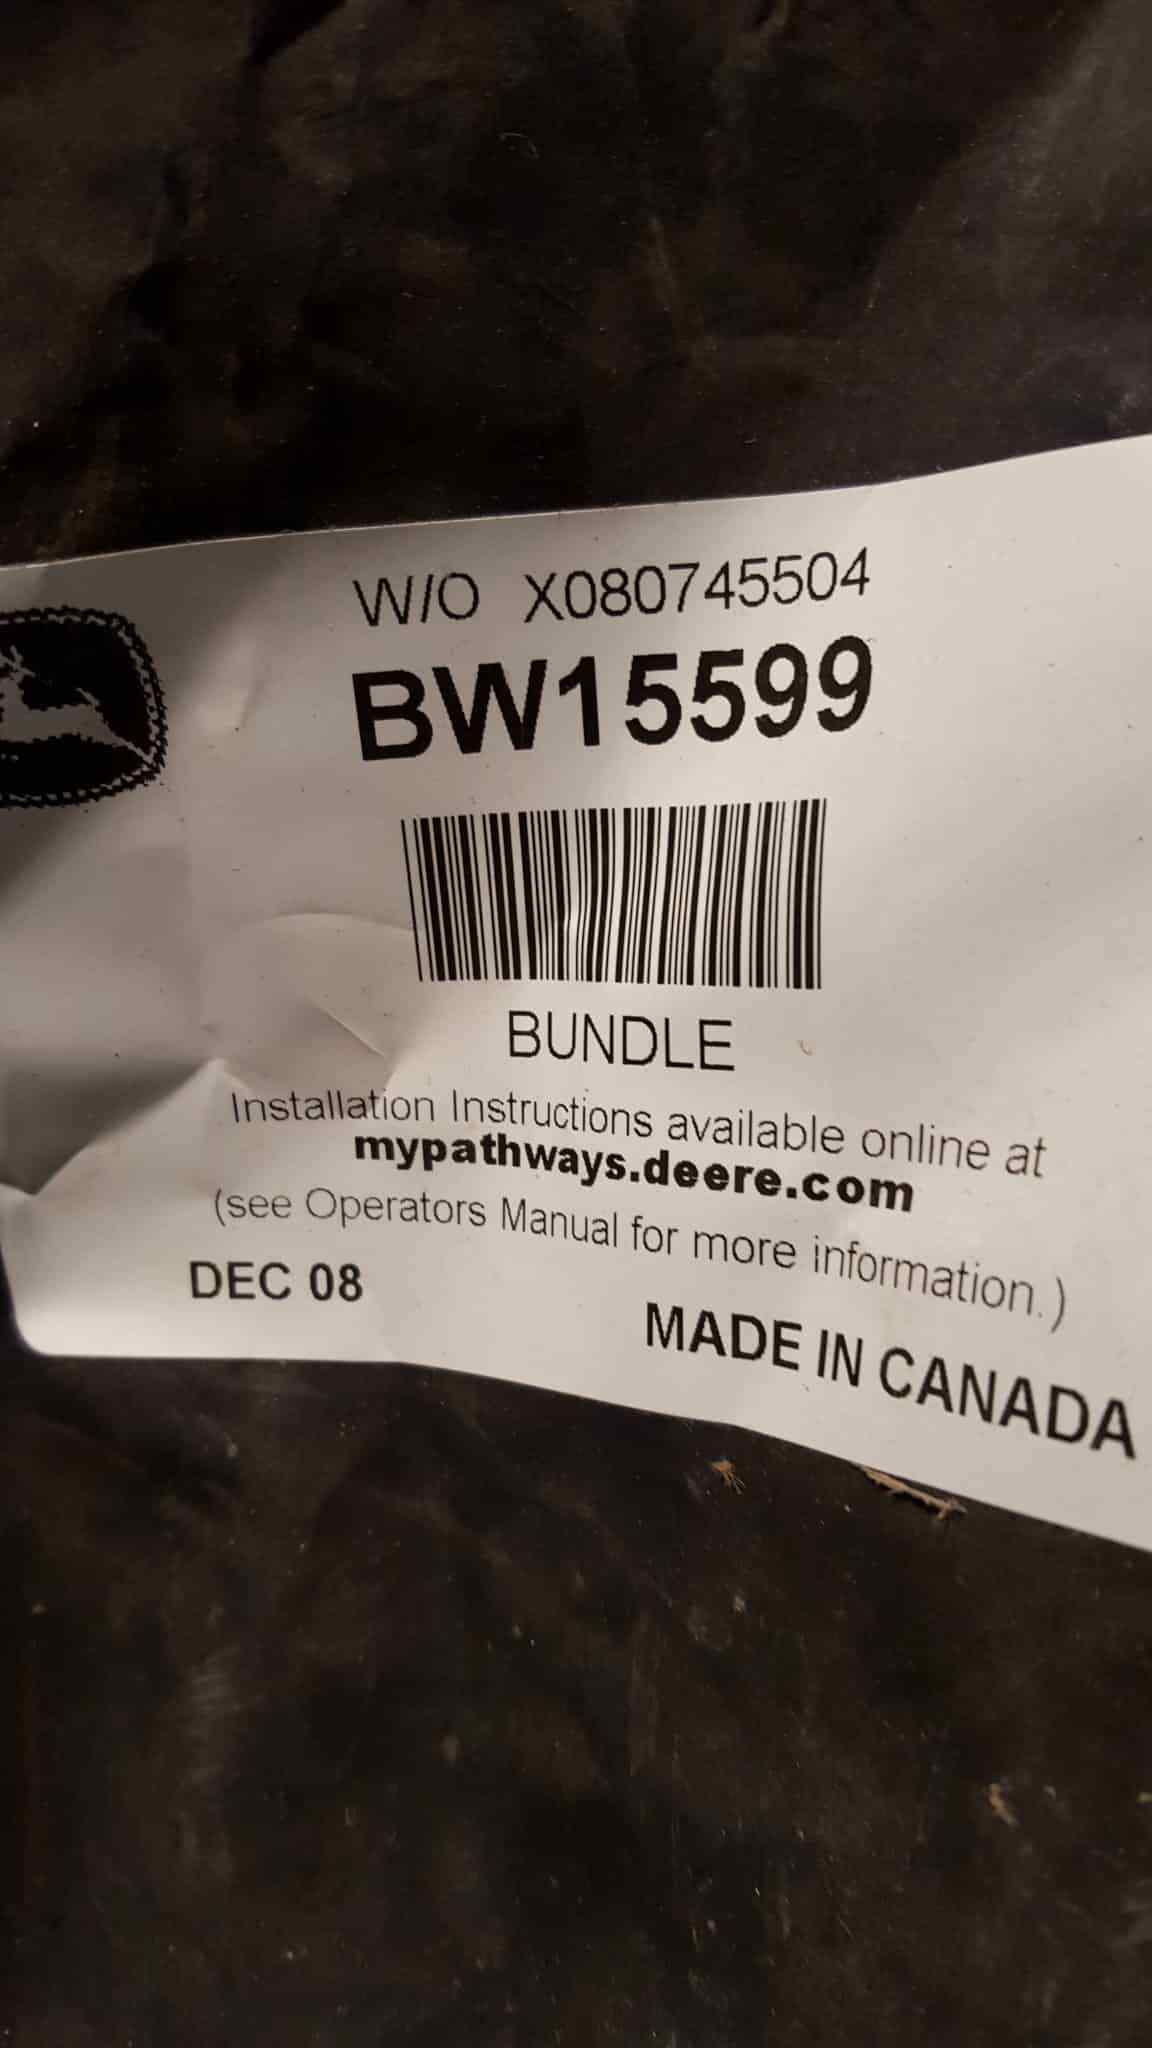 W/O X080745504
BW15599
BUNDLE
Installation Instructions available online at
mypathways.deere.com
(see Operators Manual for more information.)
DEC 08
MADE IN CANADA